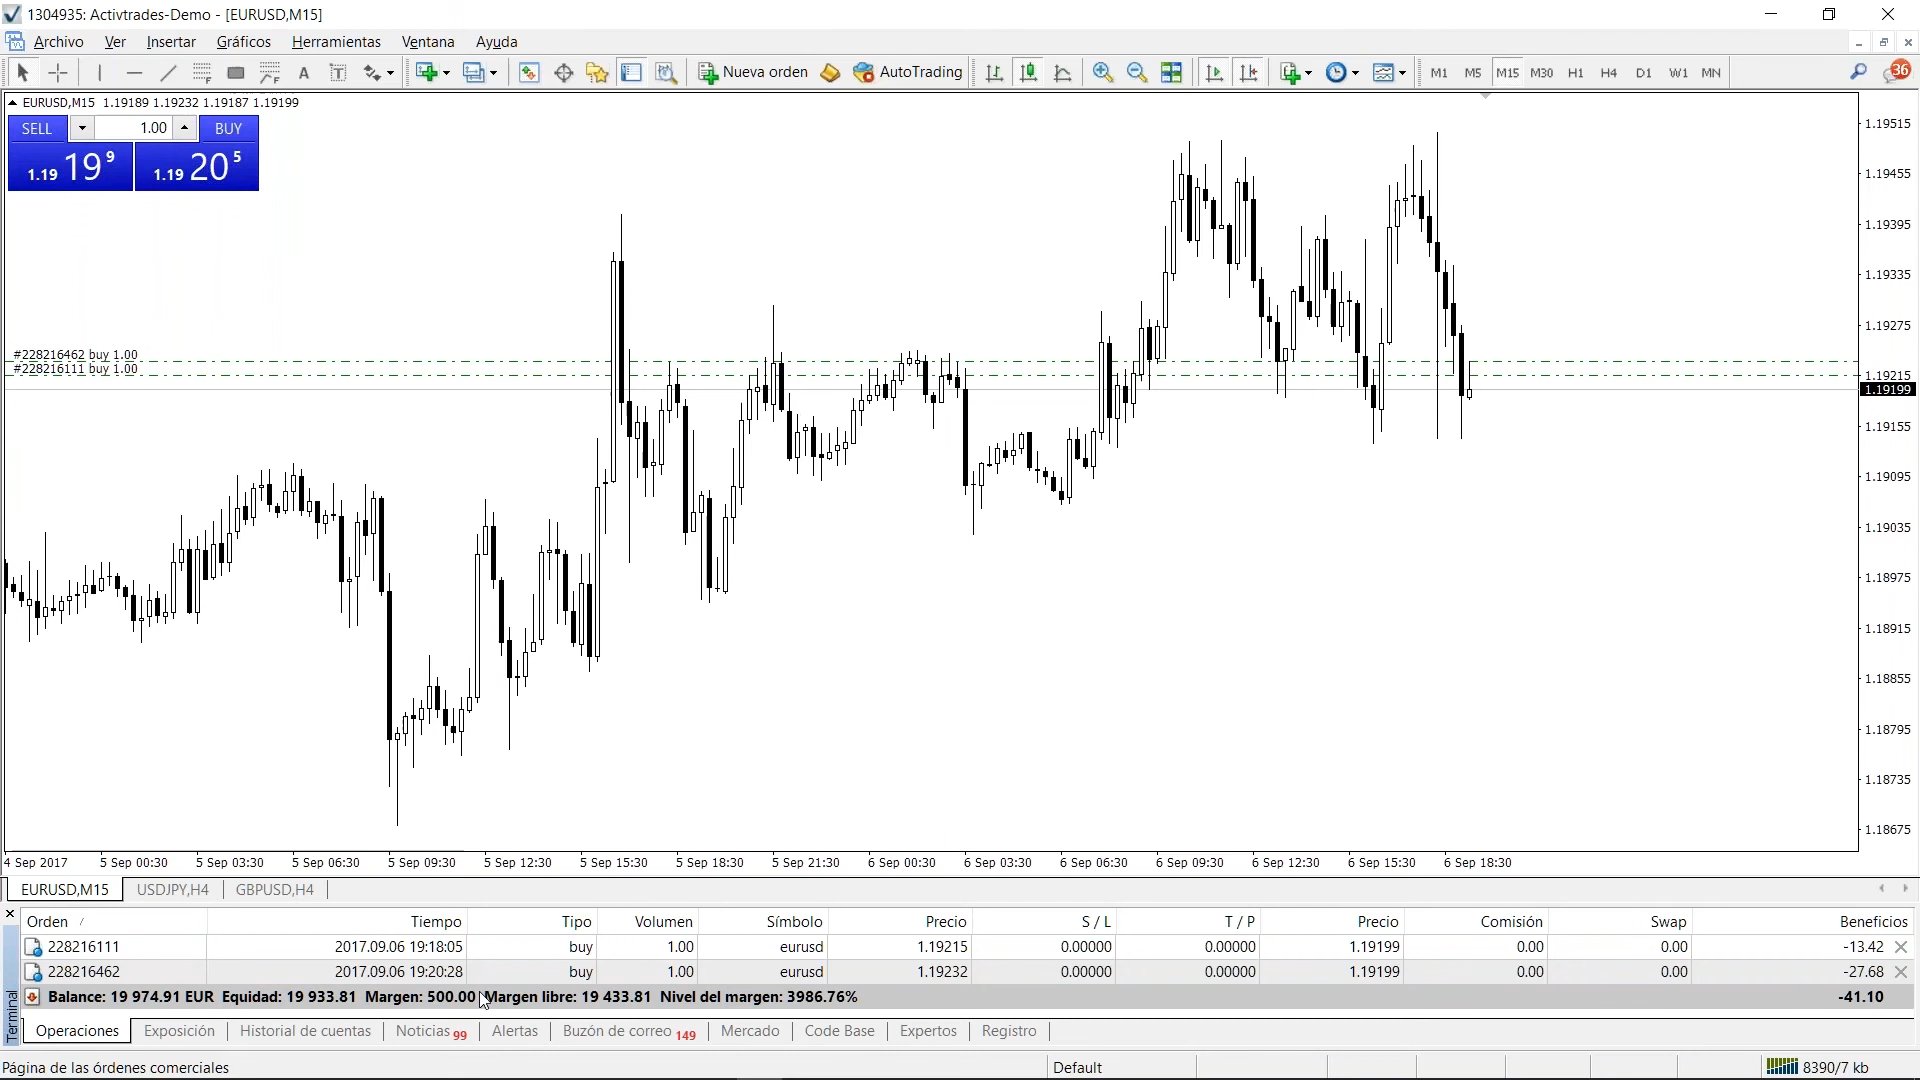 1304935: Activtrades-Demo - [EURUSD,M15]
Archivo Ver Insertar Gráficos Herramientas Ventana Ayuda
A T Nueva orden AutoTrading M1 M5 M15 M30 H1 H4 D1 W1 MN 36
EURUSD,M15 1.19189 1.19232 1.19187 1.19199
SELL 1.00 BUY
1.19 19 9 1.19 20 5
1.19515
1.19455
1.19395
1.19335
1.19275
#228216462 buy 1.00
#228216111 buy 1.00
1.19215
1.19199
1.19155
1.19095
1.19035
1.18975
1.18915
1.18855
1.18795
1.18735
1.18675
4 Sep 2017 5 Sep 00:30 5 Sep 03:30 5 Sep 06:30 5 Sep 09:30 5 Sep 12:30 5 Sep 15:30 5 Sep 18:30 5 Sep 21:30 6 Sep 00:30 6 Sep 03:30 6 Sep 06:30 6 Sep 09:30 6 Sep 12:30 6 Sep 15:30 6 Sep 18:30
EURUSD,M15 USDJPY,H4 GBPUSD,H4
Orden / Tiempo Tipo Volumen Símbolo Precio S / L T / P Precio Comisión Swap Beneficios
228216111 2017.09.06 19:18:05 buy 1.00 eurusd 1.19215 0.00000 0.00000 1.19199 0.00 0.00 -13.42
228216462 2017.09.06 19:20:28 buy 1.00 eurusd 1.19232 0.00000 0.00000 1.19199 0.00 0.00 -27.68
Balance: 19 974.91 EUR Equidad: 19 933.81 Margen: 500.00 Margen libre: 19 433.81 Nivel del margen: 3986.76% -41.10
Terminal
Operaciones Exposición Historial de cuentas Noticias 99 Alertas Buzón de correo 149 Mercado Code Base Expertos Registro
Página de las órdenes comerciales Default 8390/7 kb